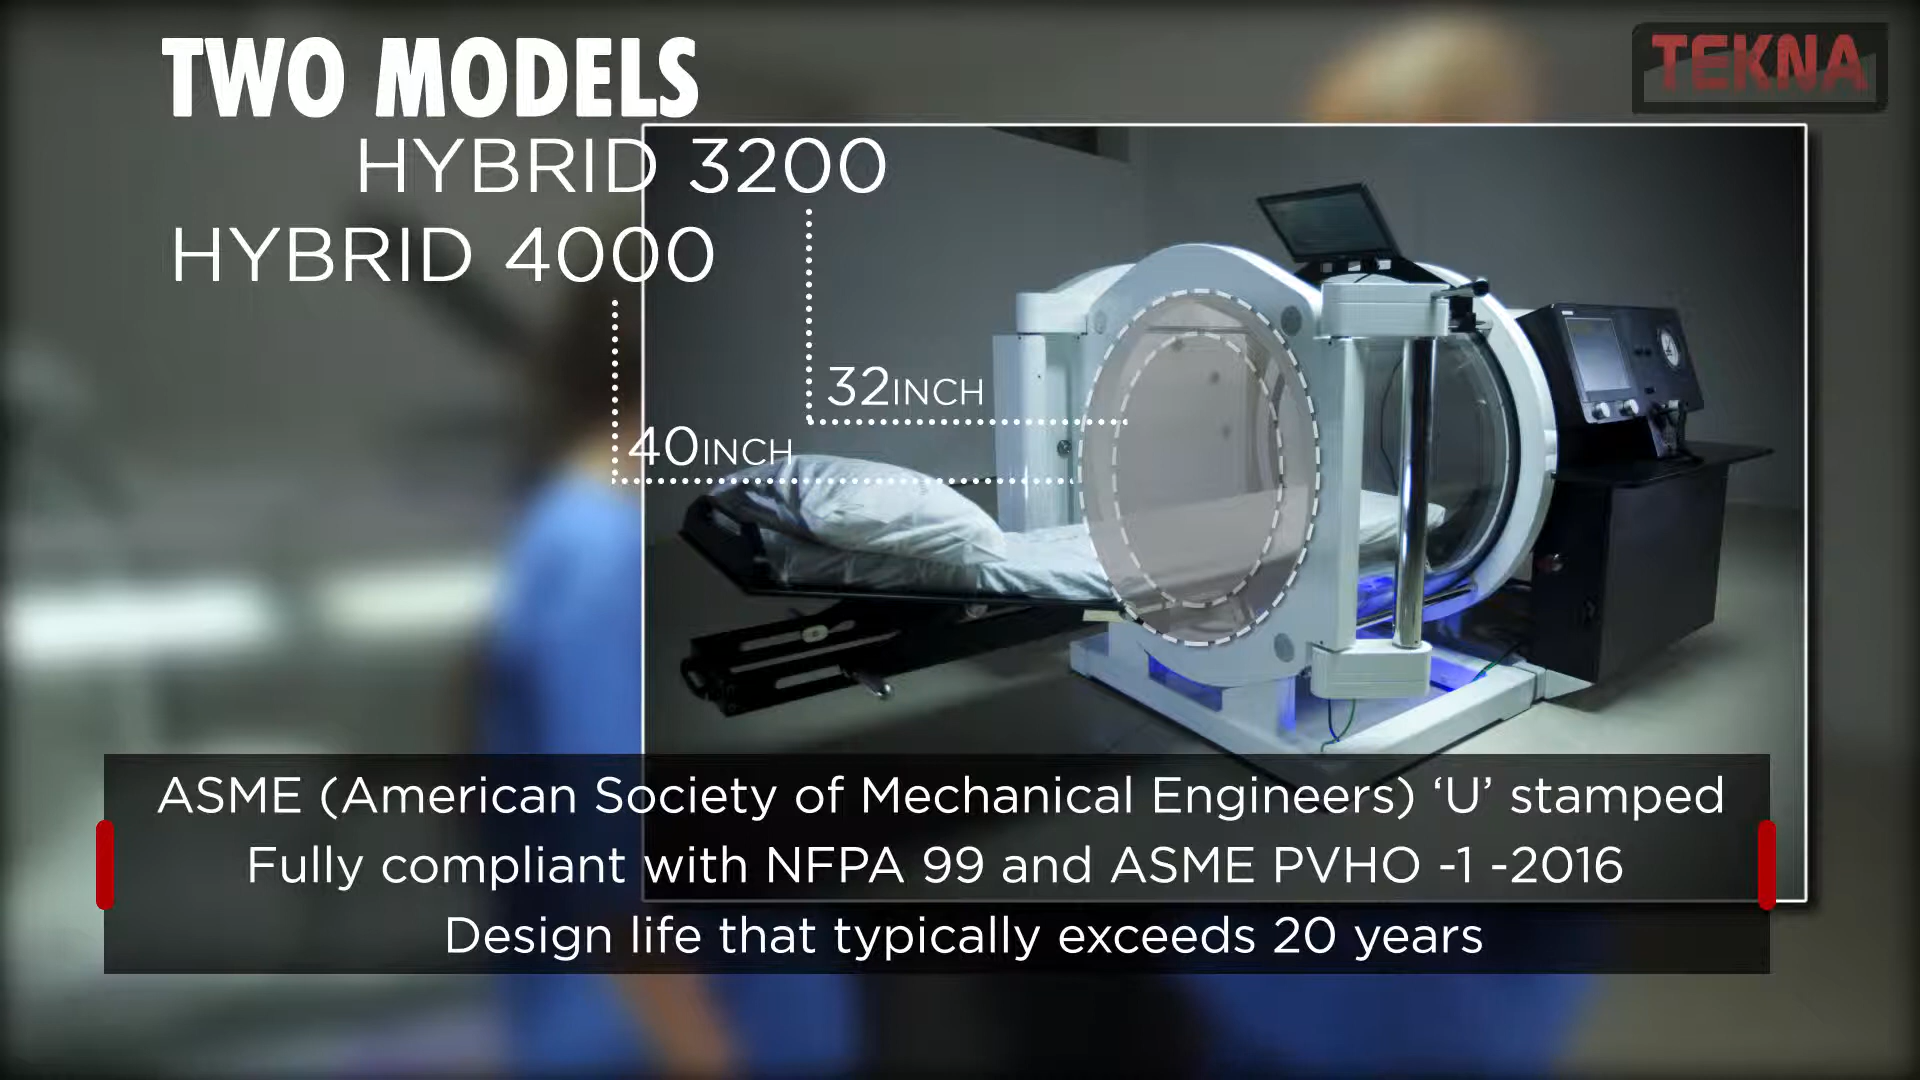 TWO MODELS
TEKNA
HYBRID 3200
HYBRID 4000
32INCH
40INCH
ASME (American Society of Mechanical Engineers) ‘U’ stamped
Fully compliant with NFPA 99 and ASME PVHO -1 -2016
Design life that typically exceeds 20 years